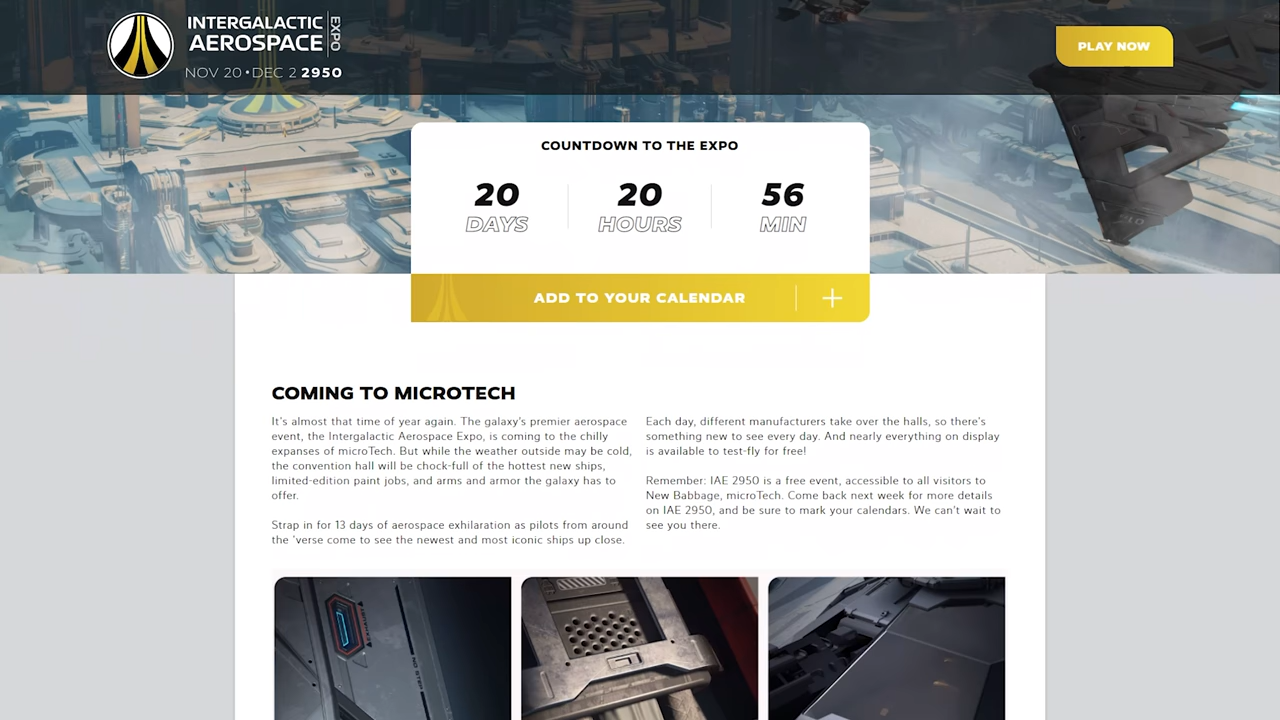 INTERGALACTIC
AEROSPACE
EXPO
NOV 20 • DEC 2 2950
PLAY NOW
COUNTDOWN TO THE EXPO
20 20 56
DAYS HOURS MIN
ADD TO YOUR CALENDAR
COMING TO MICROTECH
It's almost that time of year again. The galaxy's premier aerospace
event, the Intergalactic Aerospace Expo, is coming to the chilly
expanses of microTech. But while the weather outside may be cold,
the convention hall will be chock-full of the hottest new ships,
limited-edition paint jobs, and arms and armor the galaxy has to
offer.
Strap in for 13 days of aerospace exhilaration as pilots from around
the 'verse come to see the newest and most iconic ships up close.
Each day, different manufacturers take over the halls, so there's
something new to see every day. And nearly everything on display
is available to test-fly for free!
Remember: IAE 2950 is a free event, accessible to all visitors to
New Babbage, microTech. Come back next week for more details
on IAE 2950, and be sure to mark your calendars. We can't wait to
see you there.
NO STEP